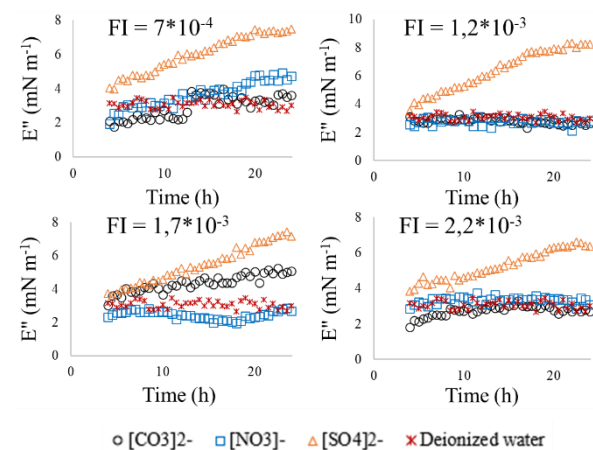 FI = 7*10-4
E" (mN m-1)
8
6
4
2
0
0
10
20
Time (h)
FI = 1,2*10-3
E" (mN m-1)
10
8
6
4
2
0
0
10
20
Time (h)
FI = 1,7*10-3
E" (mN m-1)
8
6
4
2
0
0
10
20
Time (h)
FI = 2,2*10-3
E" (mN m-1)
8
6
4
2
0
0
10
20
Time (h)
[CO3]2- [NO3]- [SO4]2- Deionized water